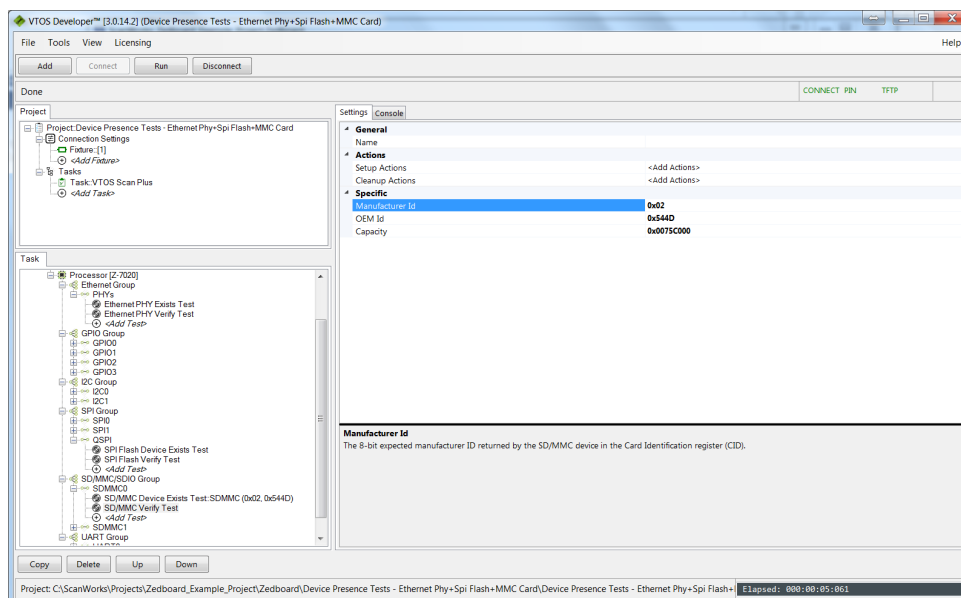 VTOS Developer™ [3.0.14.2] (Device Presence Tests - Ethernet Phy+Spi Flash+MMC Card)
File Tools View Licensing Help
Add Connect Run Disconnect
Done CONNECT PIN TFTP
Project
Project:Device Presence Tests - Ethernet Phy+Spi Flash+MMC Card
Connection Settings
Fixture::[1]
<Add Fixture>
Tasks
Task::VTOS Scan Plus
<Add Task>
Settings Console
General
Name
Actions
Setup Actions <Add Actions>
Cleanup Actions <Add Actions>
Specific
Manufacturer Id 0x02
OEM Id 0x544D
Capacity 0x0075C000
Task
Processor [Z-7020]
Ethernet Group
PHYs
Ethernet PHY Exists Test
Ethernet PHY Verify Test
<Add Test>
GPIO Group
GPIO0
GPIO1
GPIO2
GPIO3
I2C Group
I2C0
I2C1
SPI Group
SPI0
SPI1
QSPI
SPI Flash Device Exists Test
SPI Flash Verify Test
<Add Test>
SD/MMC/SDIO Group
SDMMC0
SD/MMC Device Exists Test::SDMMC (0x02, 0x544D)
SD/MMC Verify Test
<Add Test>
SDMMC1
UART Group
Manufacturer Id
The 8-bit expected manufacturer ID returned by the SD/MMC device in the Card Identification register (CID).
Copy Delete Up Down
Project: C:\ScanWorks\Projects\Zedboard_Example_Project\Zedboard\Device Presence Tests - Ethernet Phy+Spi Flash+MMC Card\Device Presence Tests - Ethernet Phy+Spi Flash+
Elapsed: 000:00:05:061